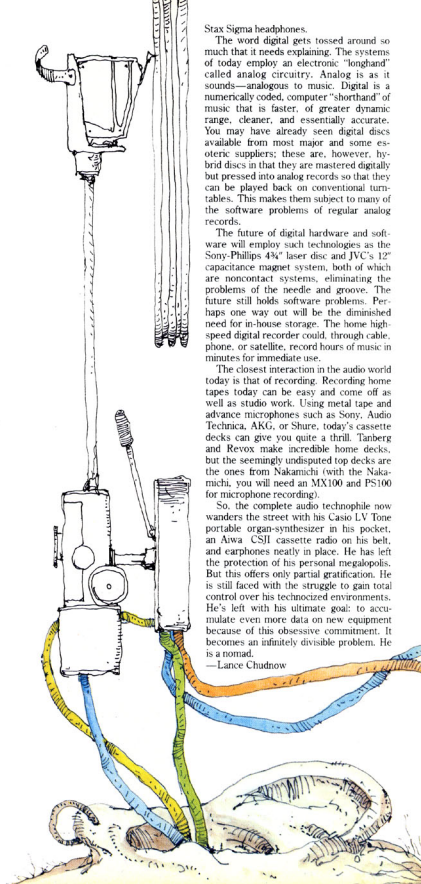 Stax Sigma headphones.
The word digital gets tossed around so
much that it needs explaining. The systems
of today employ an electronic “longhand”
called analog circuitry. Analog is as it
sounds—analogous to music. Digital is a
numerically coded, computer “shorthand” of
music that is faster, of greater dynamic
range, cleaner, and essentially accurate.
You may have already seen digital discs
available from most major and some es-
oteric suppliers; these are, however, hy-
brid discs in that they are mastered digitally
but pressed into analog records so that they
can be played back on conventional turn-
tables. This makes them subject to many of
the software problems of regular analog
records.
The future of digital hardware and soft-
ware will employ such technologies as the
Sony-Phillips 4¾″ laser disc and JVC's 12″
capacitance magnet system, both of which
are noncontact systems, eliminating the
problems of the needle and groove. The
future still holds software problems. Per-
haps one way out will be the diminished
need for in-house storage. The home high-
speed digital recorder could, through cable,
phone, or satellite, record hours of music in
minutes for immediate use.
The closest interaction in the audio world
today is that of recording. Recording home
tapes today can be easy and come off as
well as studio work. Using metal tape and
advance microphones such as Sony, Audio
Technica, AKG, or Shure, today's cassette
decks can give you quite a thrill. Tanberg
and Revox make incredible home decks,
but the seemingly undisputed top decks are
the ones from Nakamichi (with the Naka-
michi, you will need an MX100 and PS100
for microphone recording).
So, the complete audio technophile now
wanders the street with his Casio LV Tone
portable organ-synthesizer in his pocket,
an Aiwa CSJI cassette radio on his belt,
and earphones neatly in place. He has left
the protection of his personal megalopolis.
But this offers only partial gratification. He
is still faced with the struggle to gain total
control over his technocized environments.
He's left with his ultimate goal: to accu-
mulate even more data on new equipment
because of this obsessive commitment. It
becomes an infinitely divisible problem. He
is a nomad.
—Lance Chudnow